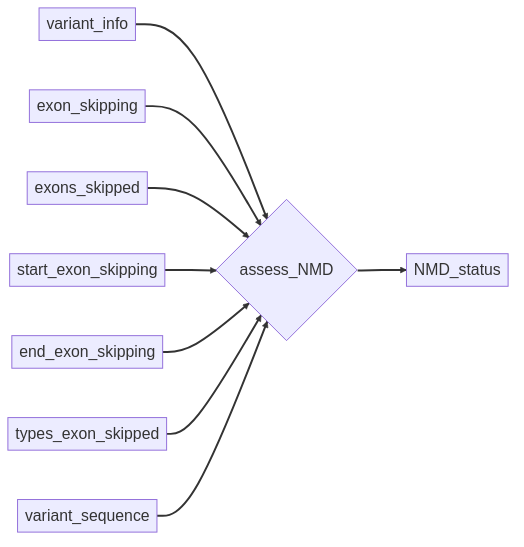 variant_info
exon_skipping
exons_skipped
start_exon_skipping
assess_NMD
NMD_status
end_exon_skipping
types_exon_skipped
variant_sequence